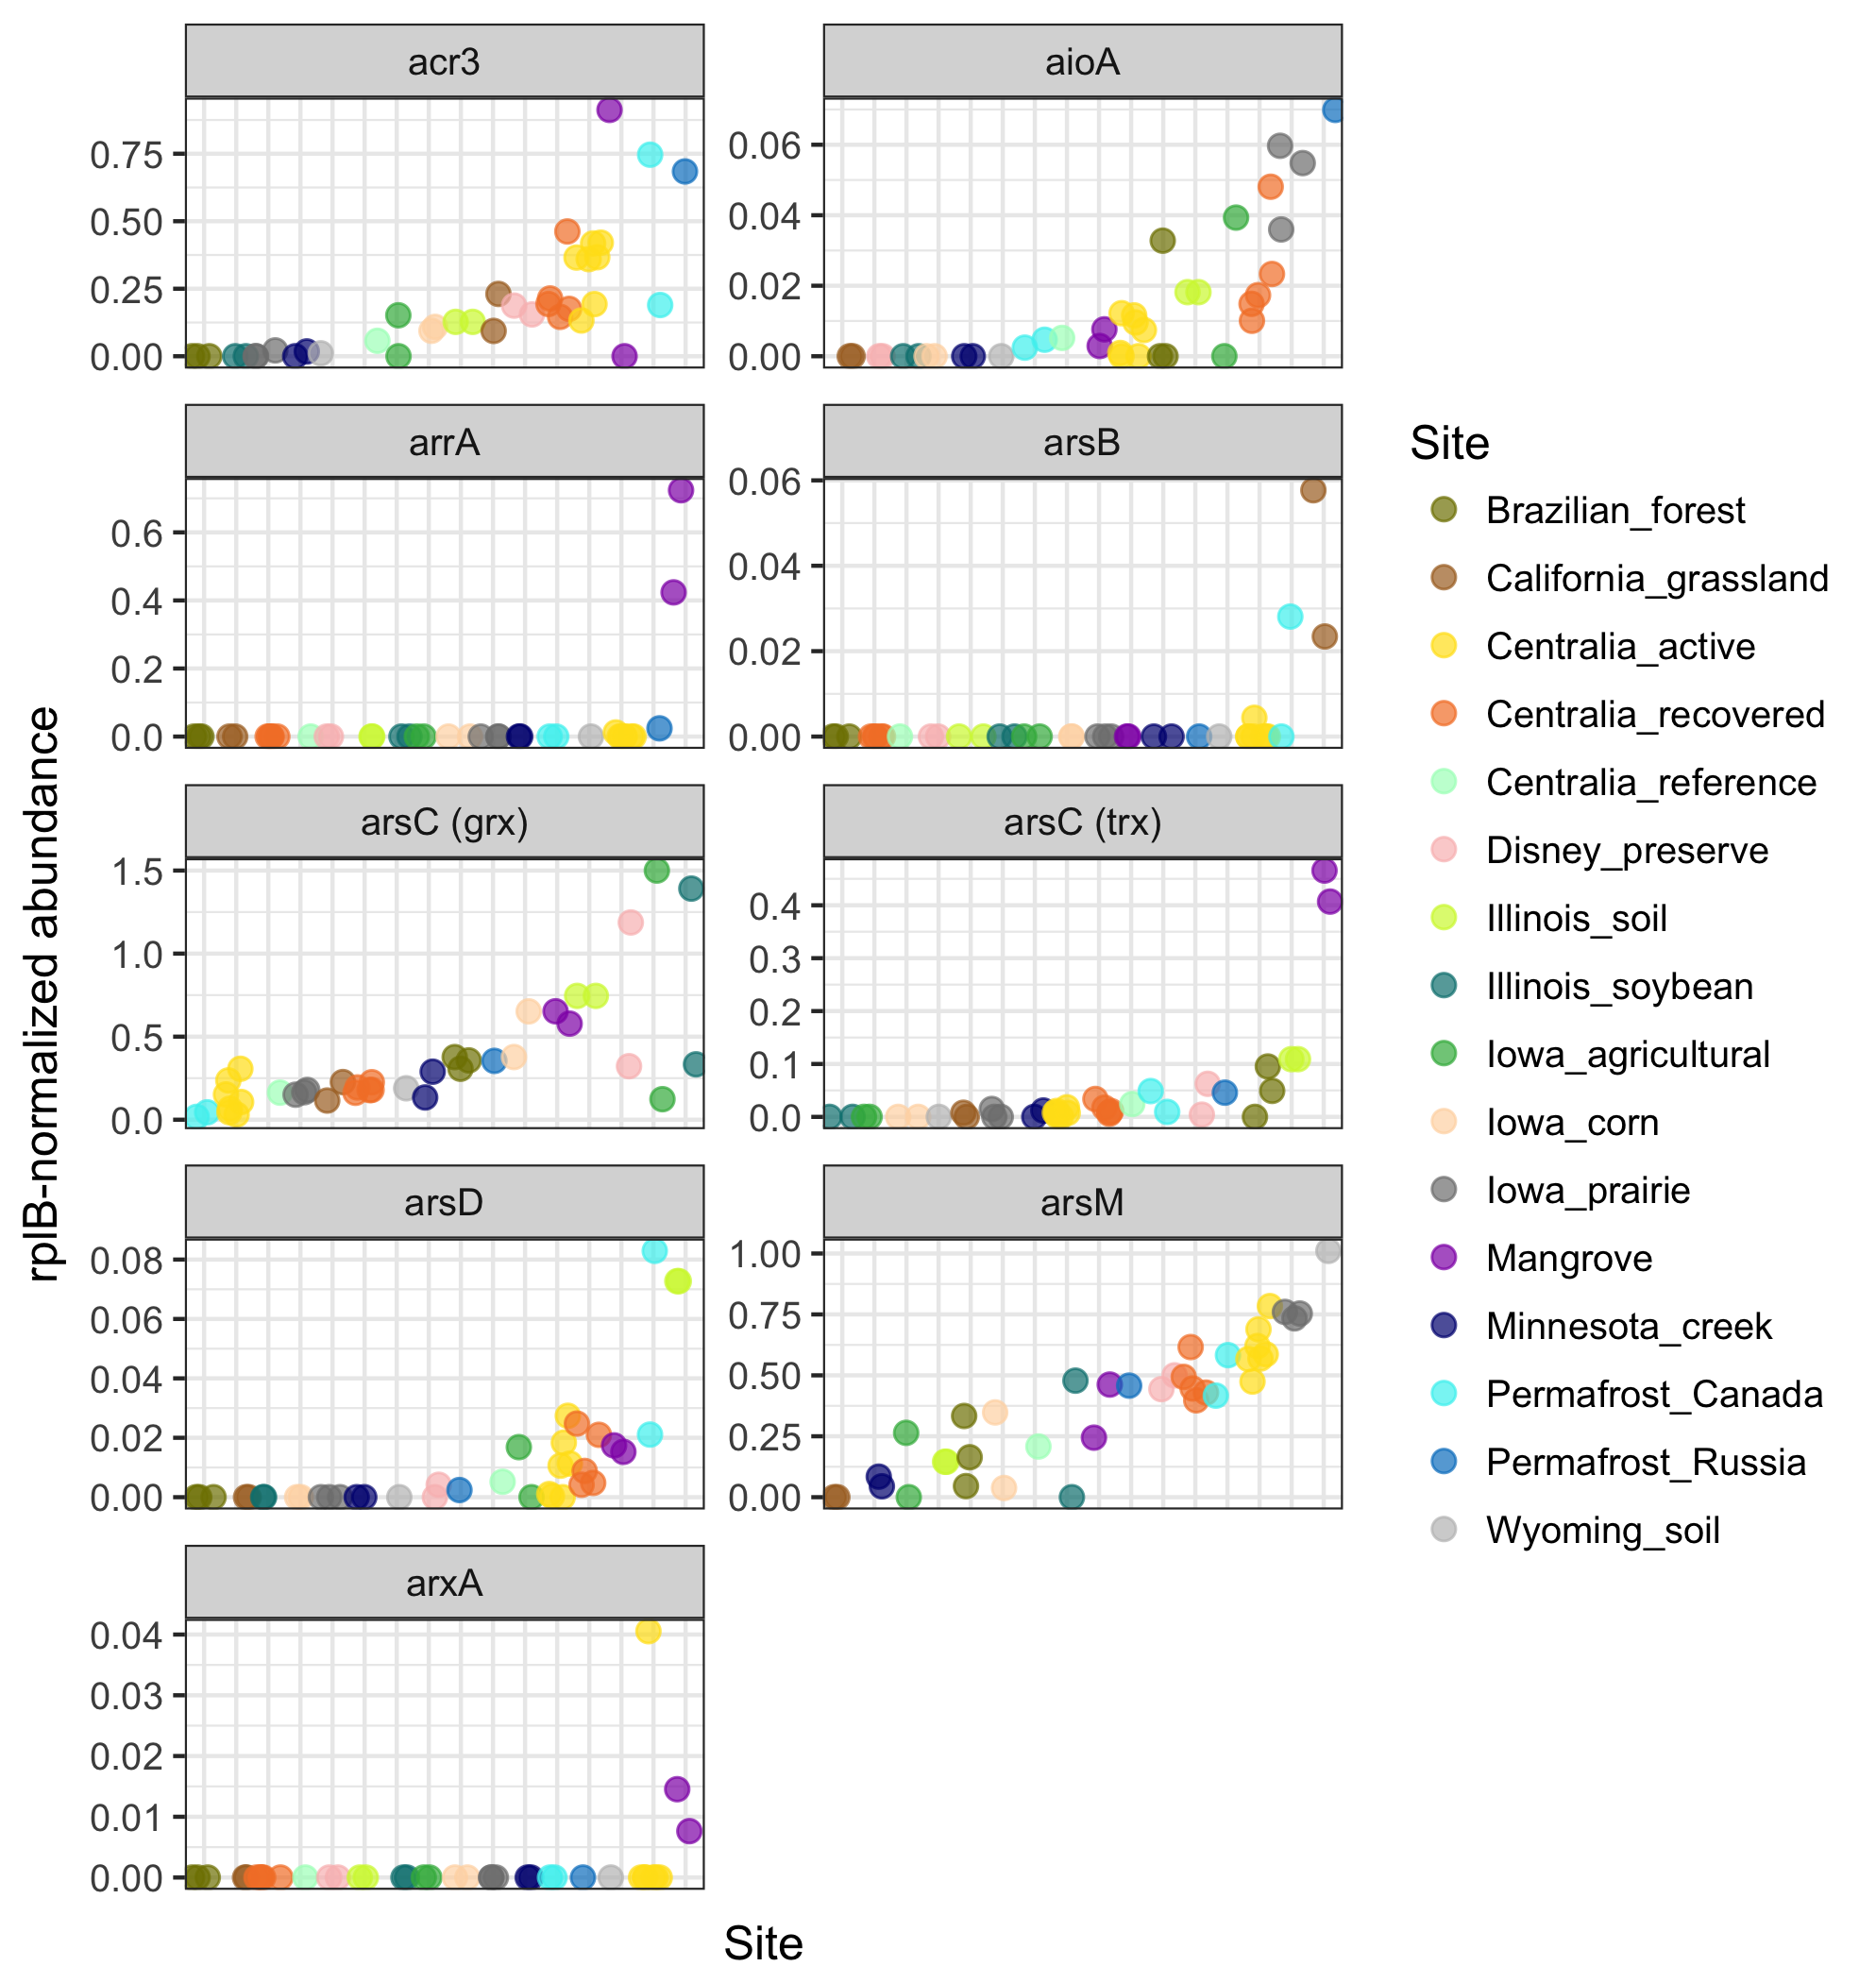 acr3
aioA
0.75
0.50
0.25
0.00
0.06
0.04
0.02
0.00
arrA
arsB
0.6
0.4
0.2
0.0
0.06
0.04
0.02
0.00
arsC (grx)
arsC (trx)
1.5
1.0
0.5
0.0
0.4
0.3
0.2
0.1
0.0
arsD
arsM
0.08
0.06
0.04
0.02
0.00
1.00
0.75
0.50
0.25
0.00
arxA
0.04
0.03
0.02
0.01
0.00
rplB-normalized abundance
Site
Site
Brazilian_forest
California_grassland
Centralia_active
Centralia_recovered
Centralia_reference
Disney_preserve
Illinois_soil
Illinois_soybean
Iowa_agricultural
Iowa_corn
Iowa_prairie
Mangrove
Minnesota_creek
Permafrost_Canada
Permafrost_Russia
Wyoming_soil